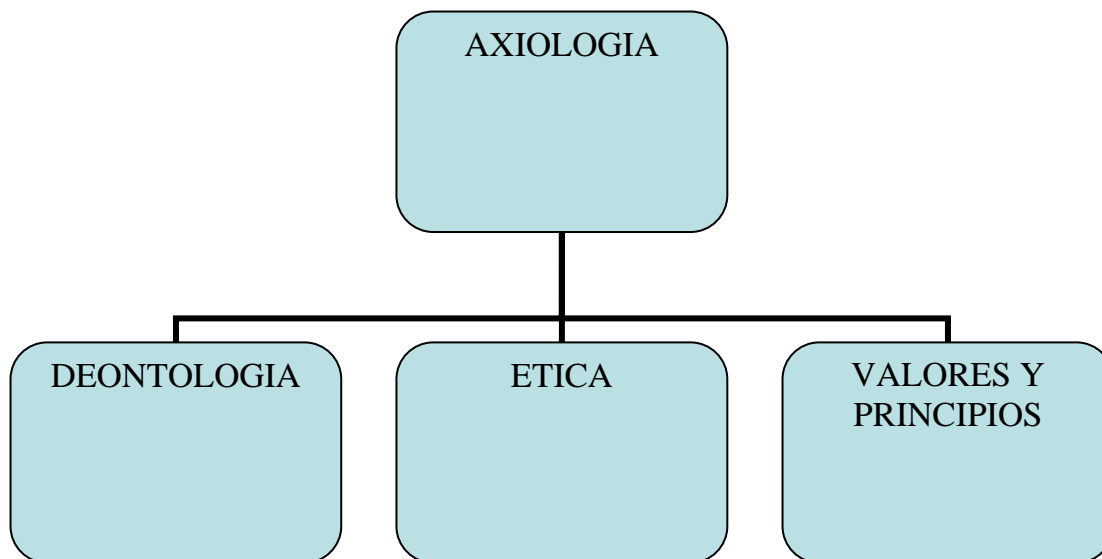 AXIOLOGIA
DEONTOLOGIA
ETICA
VALORES Y
PRINCIPIOS